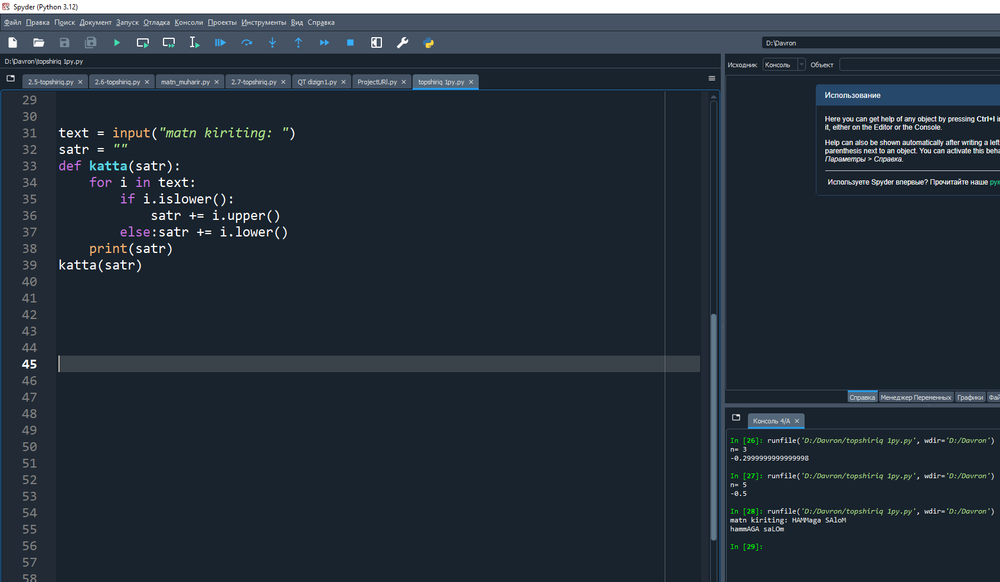 Spyder (Python 3.12)
Файл Правка Поиск Документ Запуск Отладка Консоли Проекты Инструменты Вид Справка
D:\Davron
D:\Davron\topshiriq 1py.py
2.5-topshiriq.py 2.6-topshiriq.py matn_muharir.py 2.7-topshiriq.py QT dizign1.py ProjectURl.py topshiriq 1py.py
29
30
31 text = input("matn kiriting: ")
32 satr = ""
33 def katta(satr):
34 for i in text:
35 if i.islower():
36 satr += i.upper()
37 else:satr += i.lower()
38 print(satr)
39 katta(satr)
40
41
42
43
44
45
46
47
48
49
50
51
52
53
54
55
56
57
58
Исходник Консоль Объект
Использование
Here you can get help of any object by pressing Ctrl+I in
it, either on the Editor or the Console.
Help can also be shown automatically after writing a left
parenthesis next to an object. You can activate this beha
Параметры > Справка.
Используете Spyder впервые? Прочитайте наше рук
Справка Менеджер Переменных Графики Фай
Консоль 4/A
In [26]: runfile('D:/Davron/topshiriq 1py.py', wdir='D:/Davron')
n= 3
-0.2999999999999998
In [27]: runfile('D:/Davron/topshiriq 1py.py', wdir='D:/Davron')
n= 5
-0.5
In [28]: runfile('D:/Davron/topshiriq 1py.py', wdir='D:/Davron')
matn kiriting: HAMMaga SAloM
hammAGA saLOm
In [29]: